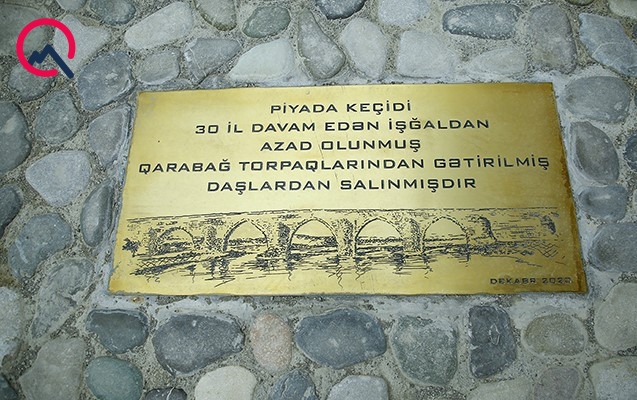 PİYADA KEÇİDİ
30 İL DAVAM EDƏN İŞĞALDAN
AZAD OLUNMUŞ
QARABAĞ TORPAQLARINDAN GƏTİRİLMİŞ
DAŞLARDAN SALINMIŞDIR
DEKABR 2020